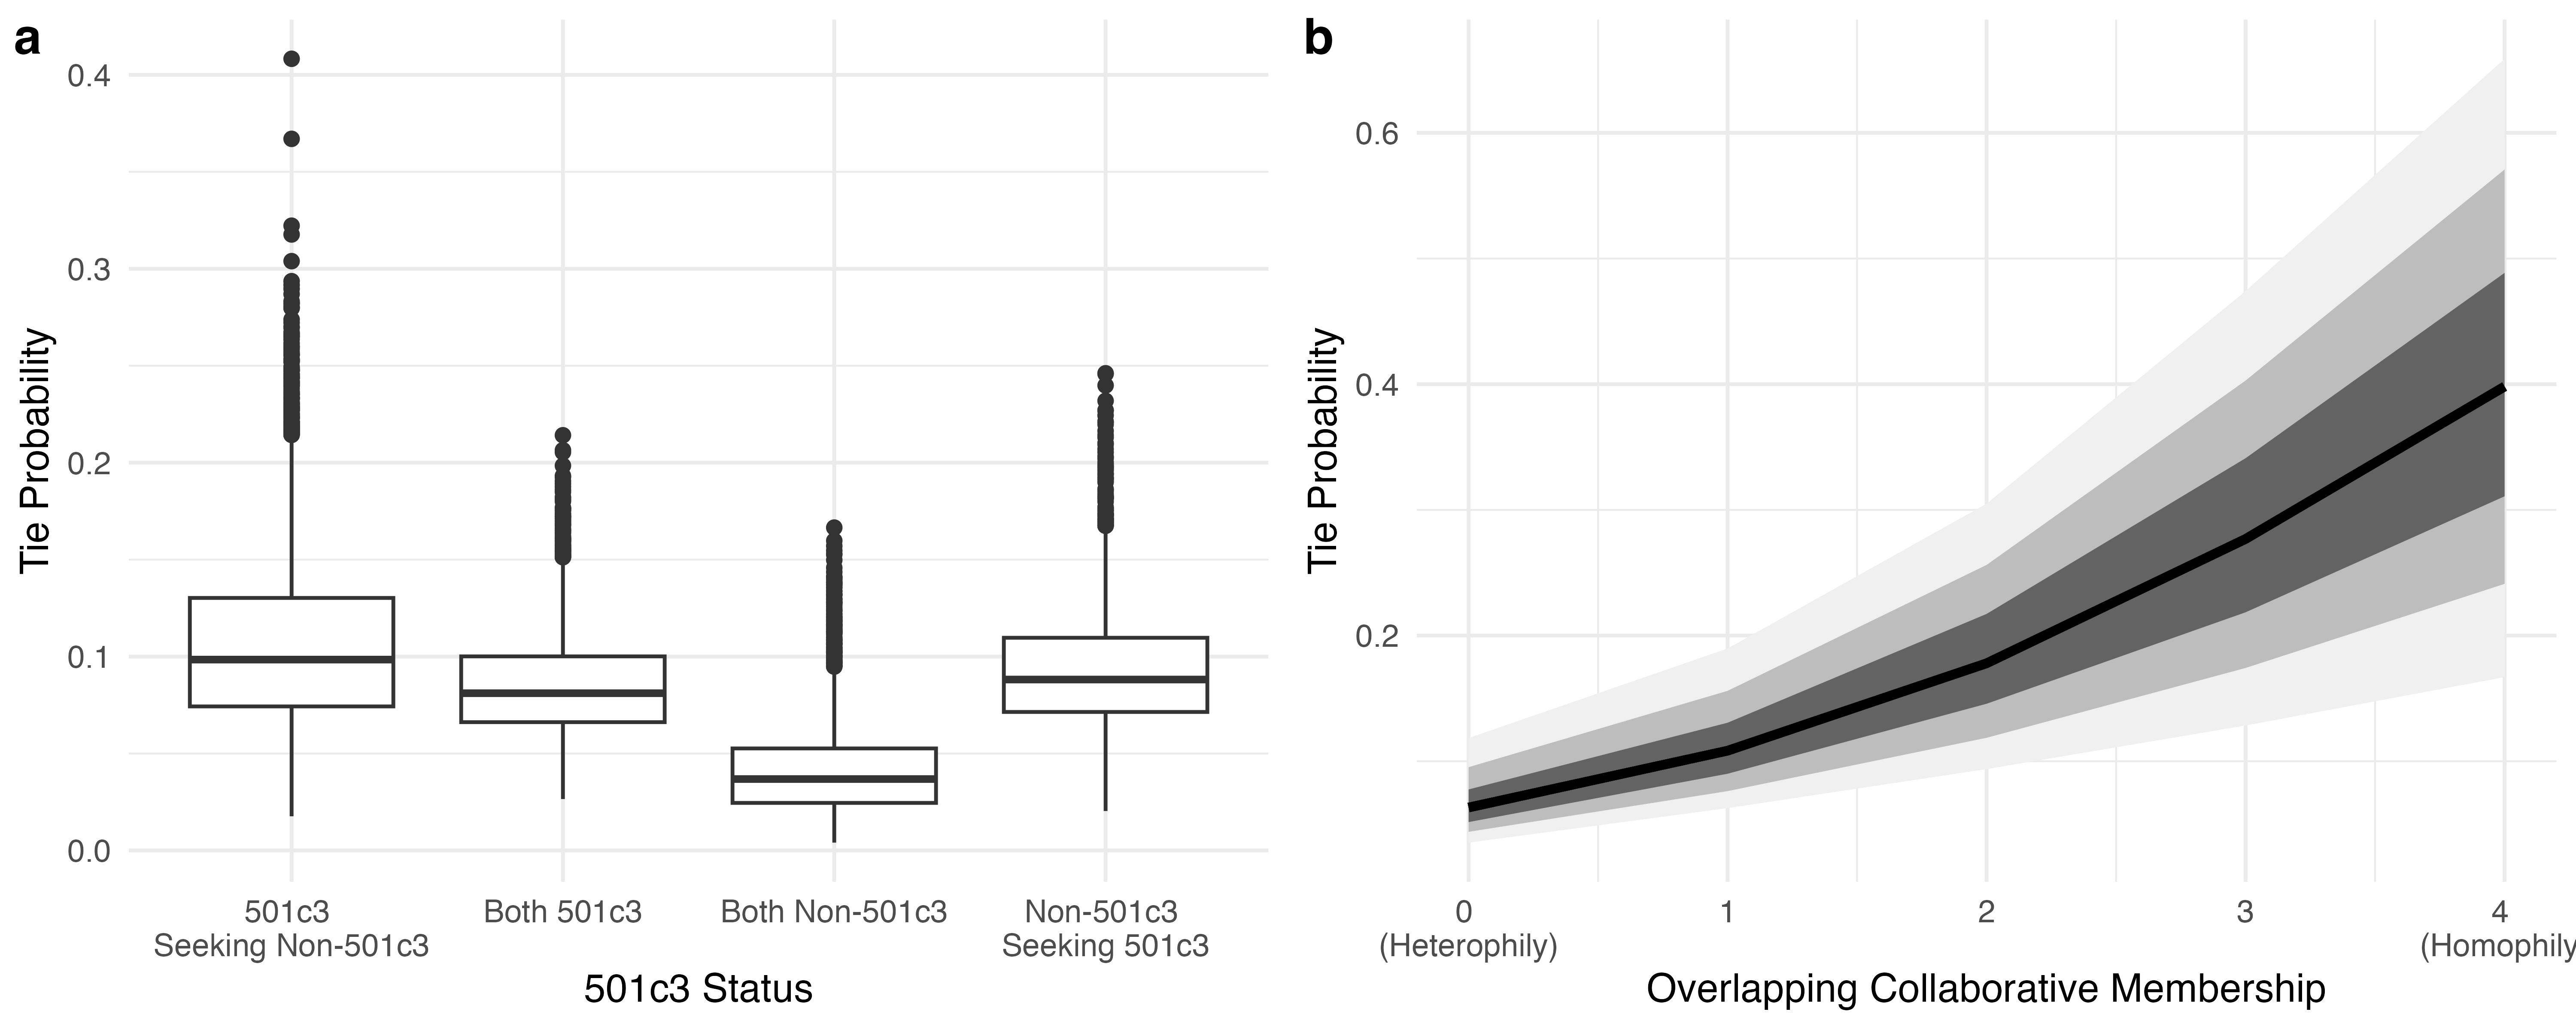 a
Tie Probability
0.4
0.3
0.2
0.1
0.0
501c3
Seeking Non-501c3
Both 501c3
Both Non-501c3
Non-501c3
Seeking 501c3
501c3 Status
b
Tie Probability
0.6
0.4
0.2
0
(Heterophily)
1
2
3
4
(Homophily
Overlapping Collaborative Membership